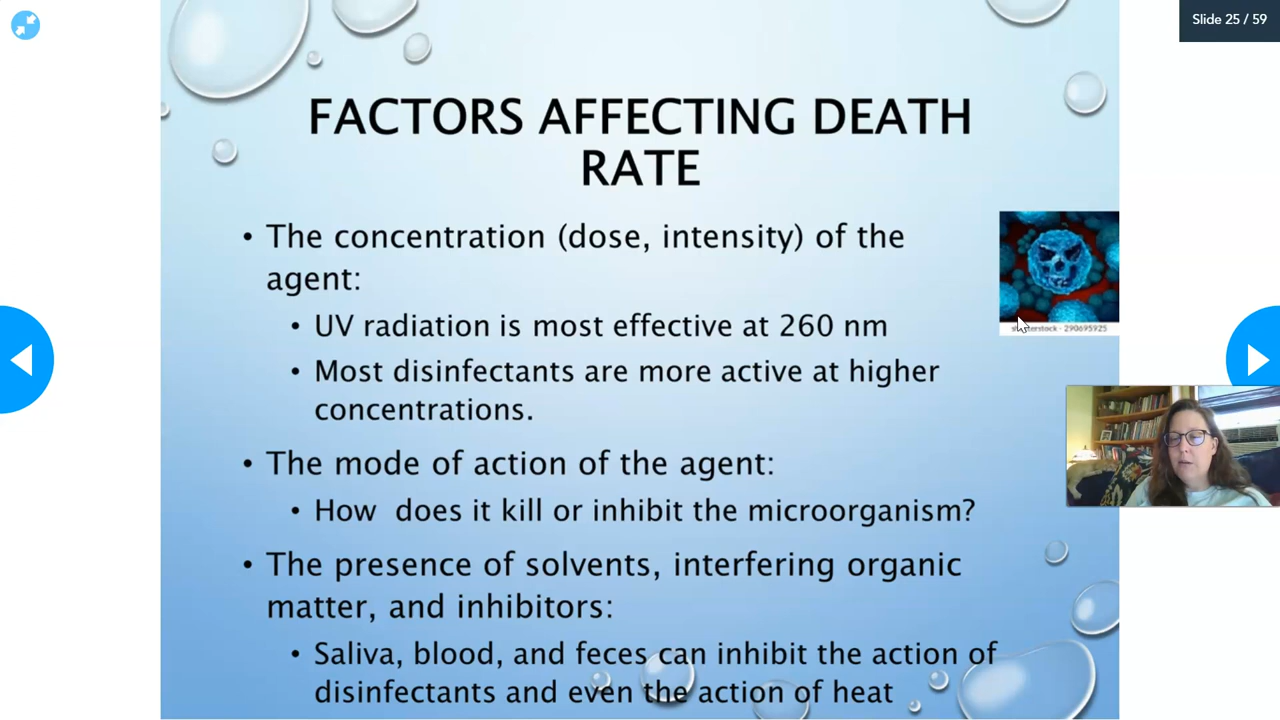 Slide 25 / 59
FACTORS AFFECTING DEATH
RATE
• The concentration (dose, intensity) of the
agent:
• UV radiation is most effective at 260 nm
• Most disinfectants are more active at higher
concentrations.
• The mode of action of the agent:
• How does it kill or inhibit the microorganism?
• The presence of solvents, interfering organic
matter, and inhibitors:
• Saliva, blood, and feces can inhibit the action of
disinfectants and even the action of heat
290695925